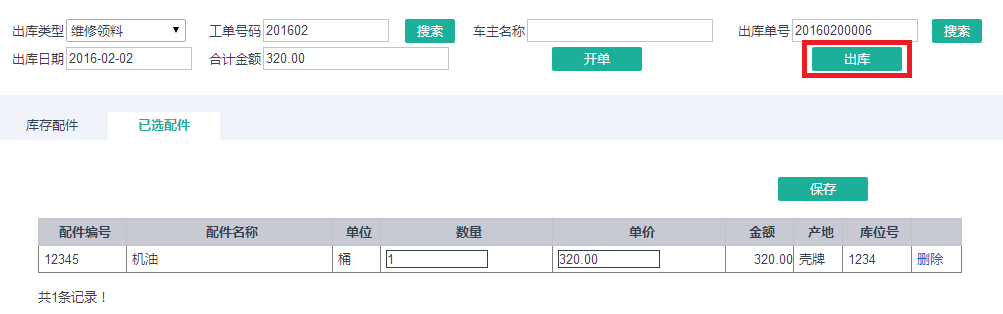 出库类型 维修领料 工单号码 201602 搜索 车主名称 出库单号 20160200006 搜索
出库日期 2016-02-02 合计金额 320.00 开单 出库
库存配件 已选配件
保存
配件编号 配件名称 单位 数量 单价 金额 产地 库位号
12345 机油 桶 1 320.00 320.00 壳牌 1234 删除
共1条记录！